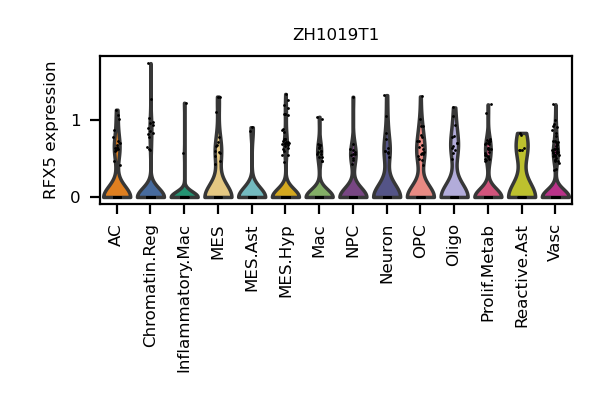 ZH1019T1
RFX5 expression
1
0
AC
Chromatin.Reg
Inflammatory.Mac
MES
MES.Ast
MES.Hyp
Mac
NPC
Neuron
OPC
Oligo
Prolif.Metab
Reactive.Ast
Vasc